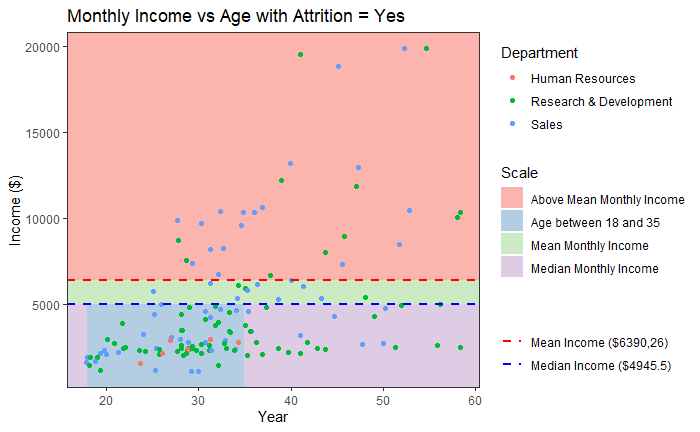 Monthly Income vs Age with Attrition = Yes
20000
15000
10000
5000
Income ($)
20
30
40
50
60
Year
Department
Human Resources
Research & Development
Sales
Scale
Above Mean Monthly Income
Age between 18 and 35
Mean Monthly Income
Median Monthly Income
Mean Income ($6390,26)
Median Income ($4945.5)